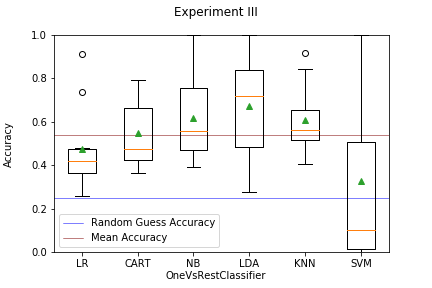 Experiment III
1.0
0.8
0.6
0.4
0.2
0.0
Accuracy
Random Guess Accuracy
Mean Accuracy
LR CART NB LDA KNN SVM
OneVsRestClassifier